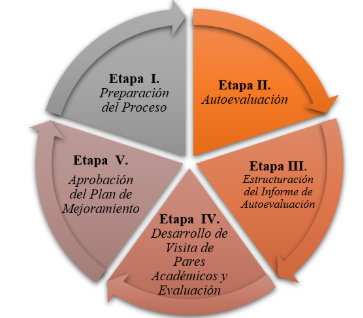 Etapa I.
Preparación
del Proceso
Etapa II.
Autoevaluación
Etapa III.
Estructuración
del Informe de
Autoevaluación
Etapa IV.
Desarrollo de
Visita de
Pares
Académicos y
Evaluación
Etapa V.
Aprobación
del Plan de
Mejoramiento